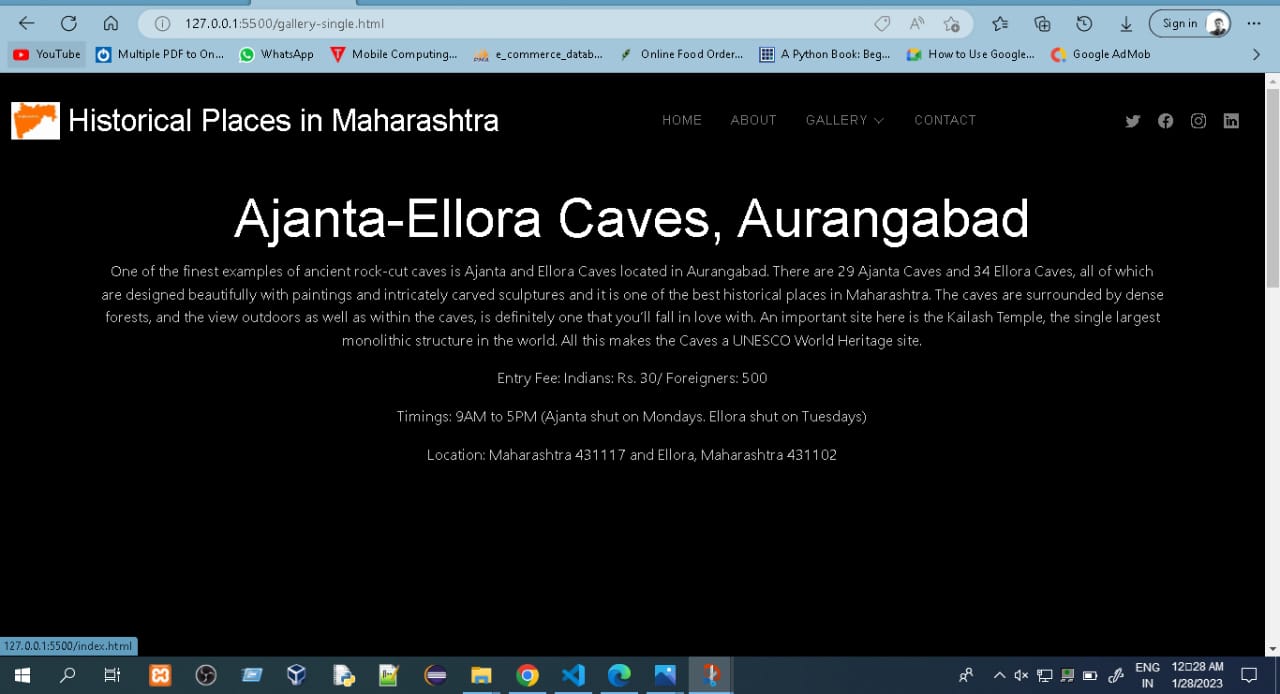 127.0.0.1:5500/gallery-single.html
Sign in
YouTube
Multiple PDF to On...
WhatsApp
Mobile Computing...
e_commerce_datab...
Online Food Order...
A Python Book: Beg...
How to Use Google...
Google AdMob
Historical Places in Maharashtra
HOME ABOUT GALLERY CONTACT
Ajanta-Ellora Caves, Aurangabad
One of the finest examples of ancient rock-cut caves is Ajanta and Ellora Caves located in Aurangabad. There are 29 Ajanta Caves and 34 Ellora Caves, all of which
are designed beautifully with paintings and intricately carved sculptures and it is one of the best historical places in Maharashtra. The caves are surrounded by dense
forests, and the view outdoors as well as within the caves, is definitely one that you'll fall in love with. An important site here is the Kailash Temple, the single largest
monolithic structure in the world. All this makes the Caves a UNESCO World Heritage site.
Entry Fee: Indians: Rs. 30/ Foreigners: 500
Timings: 9AM to 5PM (Ajanta shut on Mondays. Ellora shut on Tuesdays)
Location: Maharashtra 431117 and Ellora, Maharashtra 431102
127.0.0.1:5500/index.html
ENG
IN
12▯28 AM
1/28/2023